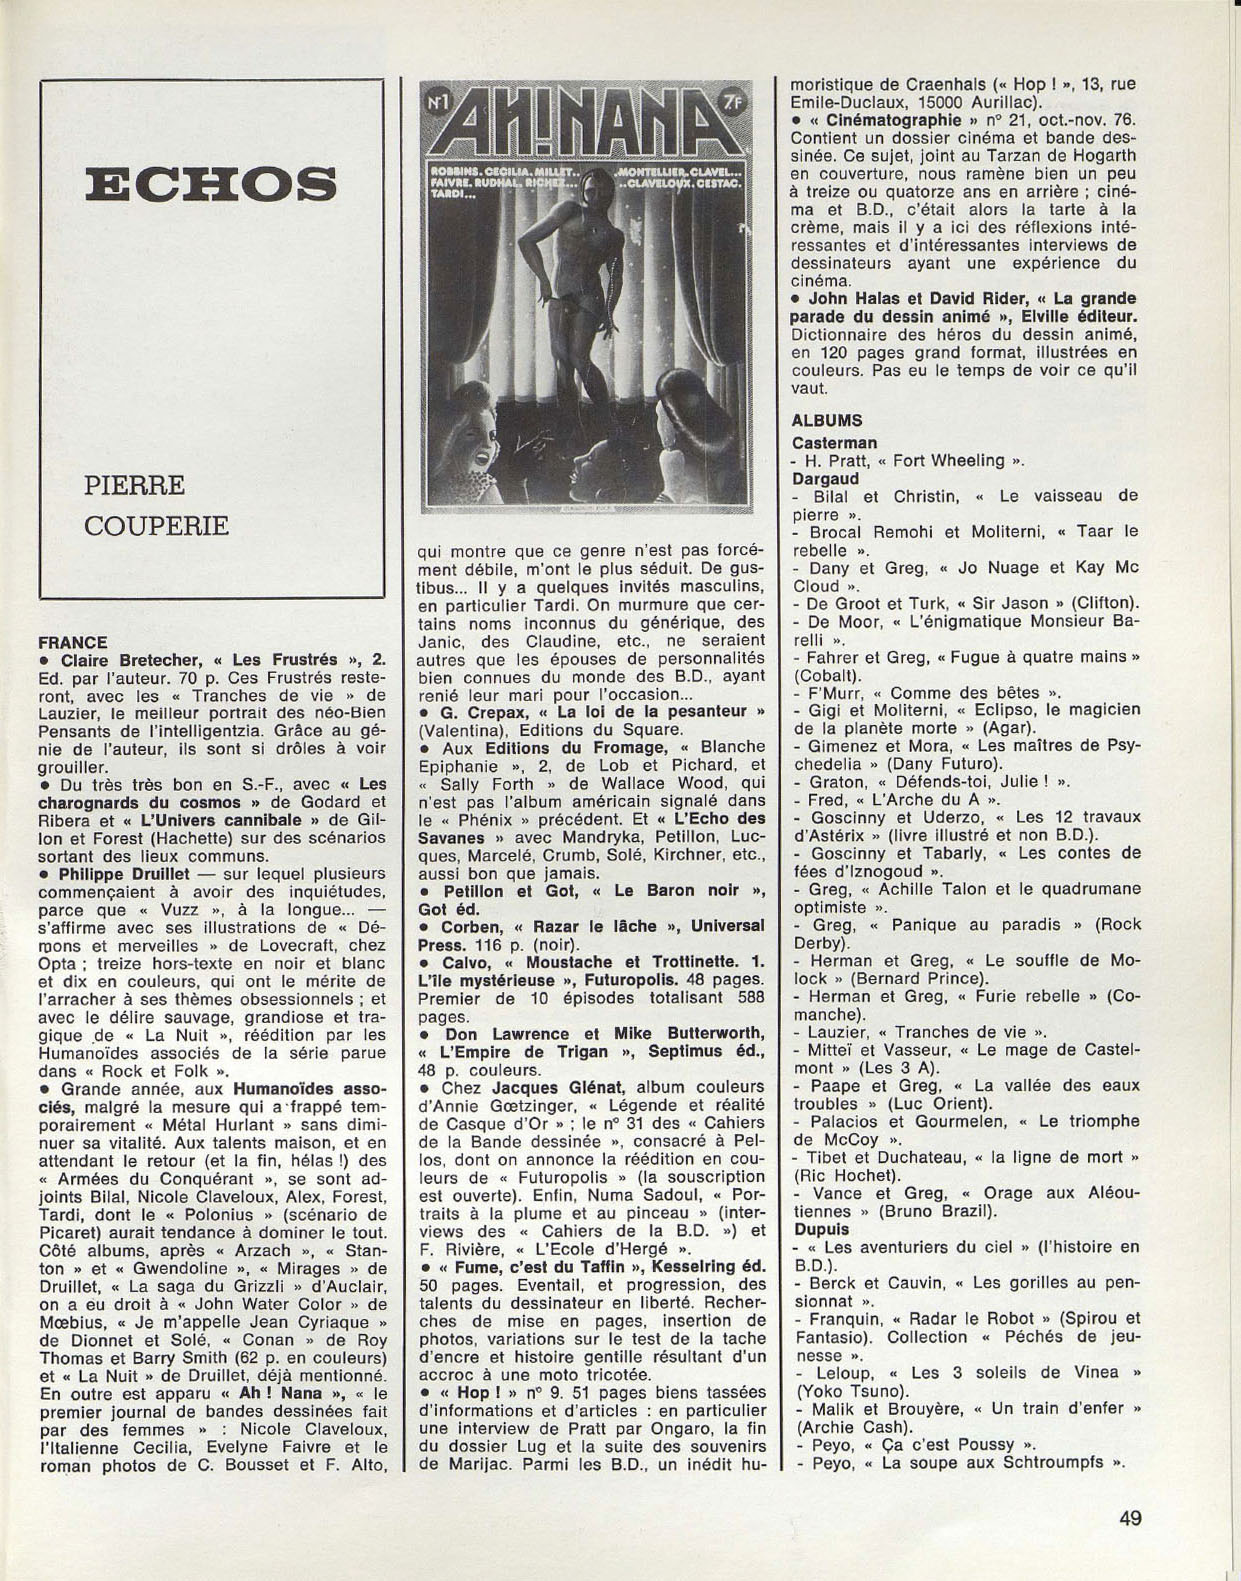 ECHOS
PIERRE
COUPERIE
FRANCE
• Claire Bretecher, « Les Frustrés », 2.
Ed. par l'auteur. 70 p. Ces Frustrés reste-
ront, avec les « Tranches de vie » de
Lauzier, le meilleur portrait des néo-Bien
Pensants de l'intelligentzia. Grâce au gé-
nie de l'auteur, ils sont si drôles à voir
grouiller.
• Du très très bon en S.-F., avec « Les
charognards du cosmos » de Godard et
Ribera et « L'Univers cannibale » de Gil-
lon et Forest (Hachette) sur des scénarios
sortant des lieux communs.
• Philippe Druillet — sur lequel plusieurs
commençaient à avoir des inquiétudes,
parce que « Vuzz », à la longue... —
s'affirme avec ses illustrations de « Dé-
mons et merveilles » de Lovecraft, chez
Opta ; treize hors-texte en noir et blanc
et dix en couleurs, qui ont le mérite de
l'arracher à ses thèmes obsessionnels ; et
avec le délire sauvage, grandiose et tra-
gique de « La Nuit », réédition par les
Humanoïdes associés de la série parue
dans « Rock et Folk ».
• Grande année, aux Humanoïdes asso-
ciés, malgré la mesure qui a frappé tem-
porairement « Métal Hurlant » sans dimi-
nuer sa vitalité. Aux talents maison, et en
attendant le retour (et la fin, hélas !) des
« Armées du Conquérant », se sont ad-
joints Bilal, Nicole Claveloux, Alex, Forest,
Tardi, dont le « Polonius » (scénario de
Picaret) aurait tendance à dominer le tout.
Côté albums, après « Arzach », « Stan-
ton » et « Gwendoline », « Mirages » de
Druillet, « La saga du Grizzli » d'Auclair,
on a eu droit à « John Water Color » de
Mœbius, « Je m'appelle Jean Cyriaque »
de Dionnet et Solé, « Conan » de Roy
Thomas et Barry Smith (62 p. en couleurs)
et « La Nuit » de Druillet, déjà mentionné.
En outre est apparu « Ah ! Nana », « le
premier journal de bandes dessinées fait
par des femmes » : Nicole Claveloux,
l'Italienne Cecilia, Evelyne Faivre et le
roman photos de C. Bousset et F. Alto,
N°1 AH! NANA 7F
ROBBINS. CECILIA. MILLET.. ..MONTELLIER. CLAVEL...
FAIVRE. RUDHAL. RICHEZ... ..CLAVELOUX. CESTAC.
TARDI...
qui montre que ce genre n'est pas forcé-
ment débile, m'ont le plus séduit. De gus-
tibus... Il y a quelques invités masculins,
en particulier Tardi. On murmure que cer-
tains noms inconnus du générique, des
Janic, des Claudine, etc., ne seraient
autres que les épouses de personnalités
bien connues du monde des B.D., ayant
renié leur mari pour l'occasion...
• G. Crepax, « La loi de la pesanteur »
(Valentina), Editions du Square.
• Aux Editions du Fromage, « Blanche
Epiphanie », 2, de Lob et Pichard, et
« Sally Forth » de Wallace Wood, qui
n'est pas l'album américain signalé dans
le « Phénix » précédent. Et « L'Echo des
Savanes » avec Mandryka, Petillon, Luc-
ques, Marcelé, Crumb, Solé, Kirchner, etc.,
aussi bon que jamais.
• Petillon et Got, « Le Baron noir »,
Got éd.
• Corben, « Razar le lâche », Universal
Press. 116 p. (noir).
• Calvo, « Moustache et Trottinette. 1.
L'île mystérieuse », Futuropolis. 48 pages.
Premier de 10 épisodes totalisant 588
pages.
• Don Lawrence et Mike Butterworth,
« L'Empire de Trigan », Septimus éd.,
48 p. couleurs.
• Chez Jacques Glénat, album couleurs
d'Annie Gœtzinger, « Légende et réalité
de Casque d'Or » ; le n° 31 des « Cahiers
de la Bande dessinée », consacré à Pel-
los, dont on annonce la réédition en cou-
leurs de « Futuropolis » (la souscription
est ouverte). Enfin, Numa Sadoul, « Por-
traits à la plume et au pinceau » (inter-
views des « Cahiers de la B.D. ») et
F. Rivière, « L'Ecole d'Hergé ».
• « Fume, c'est du Taffin », Kesselring éd.
50 pages. Eventail, et progression, des
talents du dessinateur en liberté. Recher-
ches de mise en pages, insertion de
photos, variations sur le test de la tache
d'encre et histoire gentille résultant d'un
accroc à une moto tricotée.
• « Hop ! » n° 9. 51 pages biens tassées
d'informations et d'articles : en particulier
une interview de Pratt par Ongaro, la fin
du dossier Lug et la suite des souvenirs
de Marijac. Parmi les B.D., un inédit hu-
moristique de Craenhals (« Hop ! », 13, rue
Emile-Duclaux, 15000 Aurillac).
• « Cinématographie » n° 21, oct.-nov. 76.
Contient un dossier cinéma et bande des-
sinée. Ce sujet, joint au Tarzan de Hogarth
en couverture, nous ramène bien un peu
à treize ou quatorze ans en arrière ; ciné-
ma et B.D., c'était alors la tarte à la
crème, mais il y a ici des réflexions inté-
ressantes et d'intéressantes interviews de
dessinateurs ayant une expérience du
cinéma.
• John Halas et David Rider, « La grande
parade du dessin animé », Elville éditeur.
Dictionnaire des héros du dessin animé,
en 120 pages grand format, illustrées en
couleurs. Pas eu le temps de voir ce qu'il
vaut.
ALBUMS
Casterman
- H. Pratt, « Fort Wheeling ».
Dargaud
- Bilal et Christin, « Le vaisseau de
pierre ».
- Brocal Remohi et Moliterni, « Taar le
rebelle ».
- Dany et Greg, « Jo Nuage et Kay Mc
Cloud ».
- De Groot et Turk, « Sir Jason » (Clifton).
- De Moor, « L'énigmatique Monsieur Ba-
relli ».
- Fahrer et Greg, « Fugue à quatre mains »
(Cobalt).
- F'Murr, « Comme des bêtes ».
- Gigi et Moliterni, « Eclipso, le magicien
de la planète morte » (Agar).
- Gimenez et Mora, « Les maîtres de Psy-
chedelia » (Dany Futuro).
- Graton, « Défends-toi, Julie ! ».
- Fred, « L'Arche du A ».
- Goscinny et Uderzo, « Les 12 travaux
d'Astérix » (livre illustré et non B.D.).
- Goscinny et Tabarly, « Les contes de
fées d'Iznogoud ».
- Greg, « Achille Talon et le quadrumane
optimiste ».
- Greg, « Panique au paradis » (Rock
Derby).
- Herman et Greg, « Le souffle de Mo-
lock » (Bernard Prince).
- Herman et Greg, « Furie rebelle » (Co-
manche).
- Lauzier, « Tranches de vie ».
- Mitteï et Vasseur, « Le mage de Castel-
mont » (Les 3 A).
- Paape et Greg, « La vallée des eaux
troubles » (Luc Orient).
- Palacios et Gourmelen, « Le triomphe
de McCoy ».
- Tibet et Duchateau, « la ligne de mort »
(Ric Hochet).
- Vance et Greg, « Orage aux Aléou-
tiennes » (Bruno Brazil).
Dupuis
- « Les aventuriers du ciel » (l'histoire en
B.D.).
- Berck et Cauvin, « Les gorilles au pen-
sionnat ».
- Franquin, « Radar le Robot » (Spirou et
Fantasio). Collection « Péchés de jeu-
nesse ».
- Leloup, « Les 3 soleils de Vinea »
(Yoko Tsuno).
- Malik et Brouyère, « Un train d'enfer »
(Archie Cash).
- Peyo, « Ça c'est Poussy ».
- Peyo, « La soupe aux Schtroumpfs ».
49